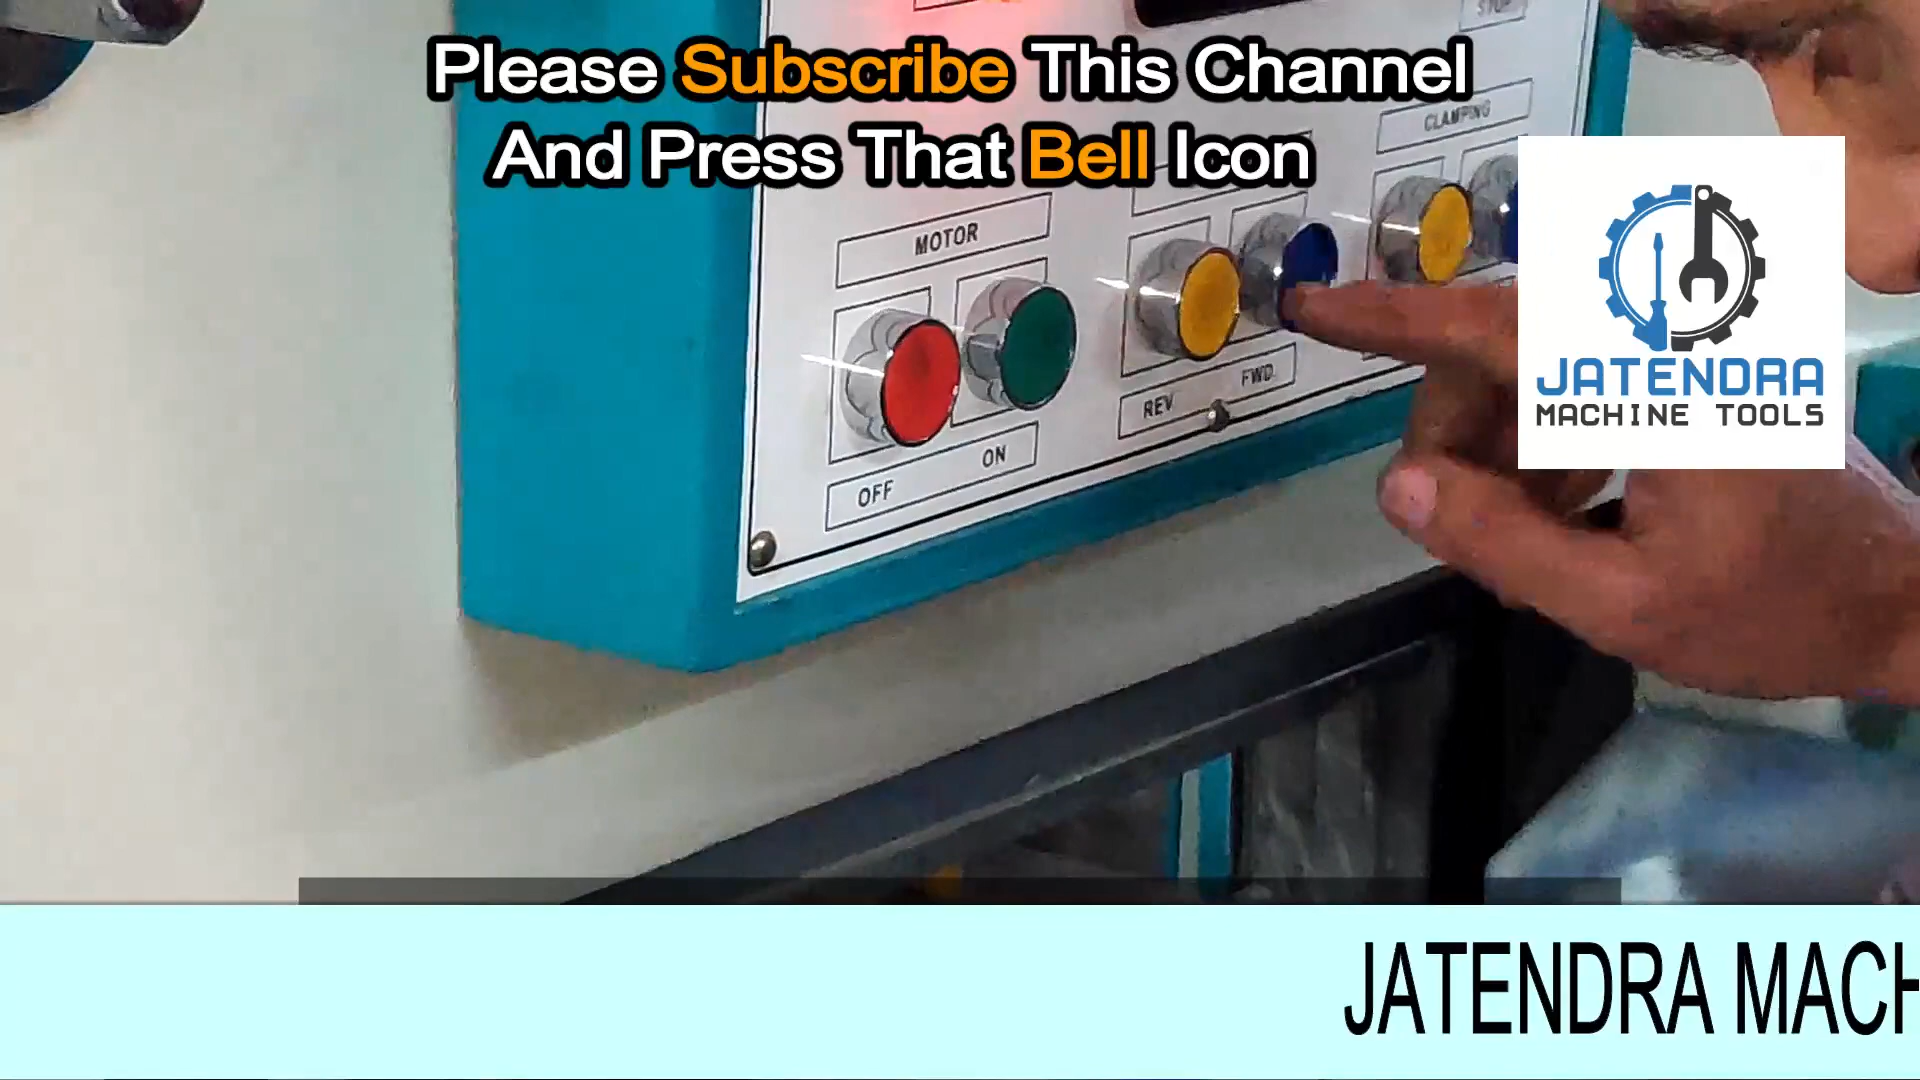 STOP
Please Subscribe This Channel
And Press That Bell Icon
CLAMPING
MOTOR
FWD
REV
ON
OFF
JATENDRA
MACHINE TOOLS
JATENDRA MACH